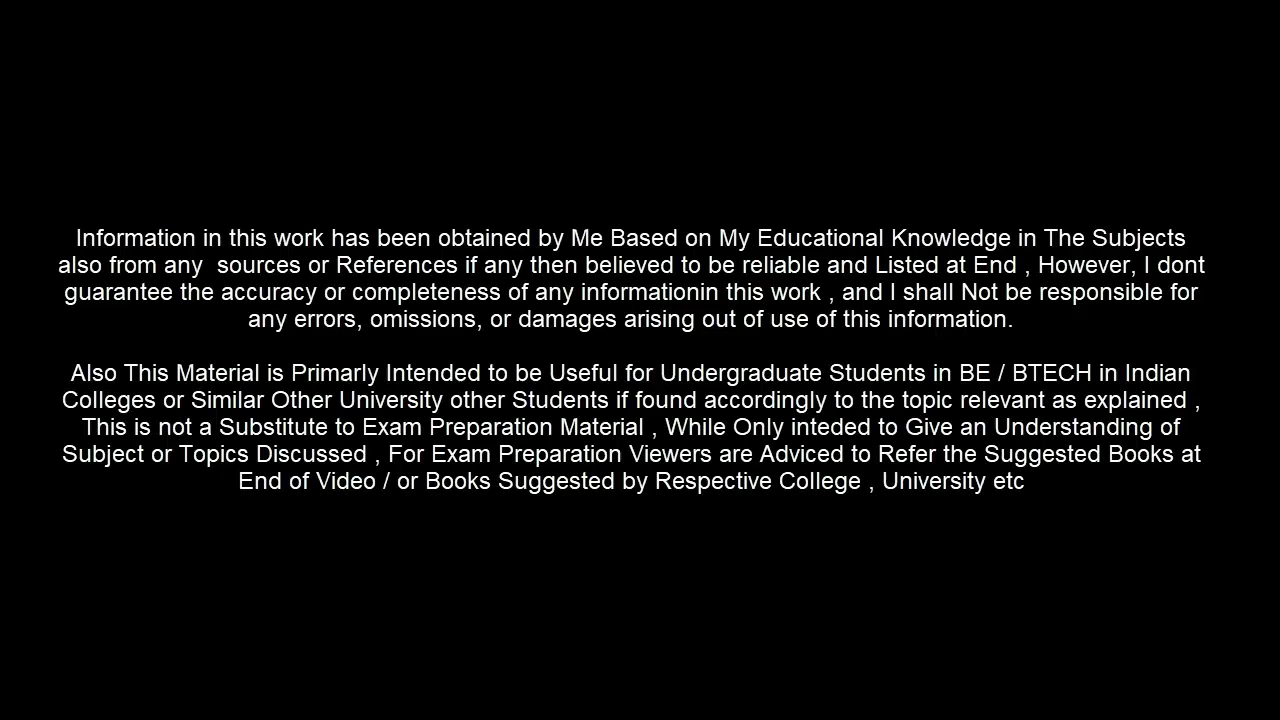 Information in this work has been obtained by Me Based on My Educational Knowledge in The Subjects
also from any  sources or References if any then believed to be reliable and Listed at End , However, I dont
guarantee the accuracy or completeness of any informationin this work , and I shall Not be responsible for
any errors, omissions, or damages arising out of use of this information.
Also This Material is Primarly Intended to be Useful for Undergraduate Students in BE / BTECH in Indian
Colleges or Similar Other University other Students if found accordingly to the topic relevant as explained ,
This is not a Substitute to Exam Preparation Material , While Only inteded to Give an Understanding of
Subject or Topics Discussed , For Exam Preparation Viewers are Adviced to Refer the Suggested Books at
End of Video / or Books Suggested by Respective College , University etc